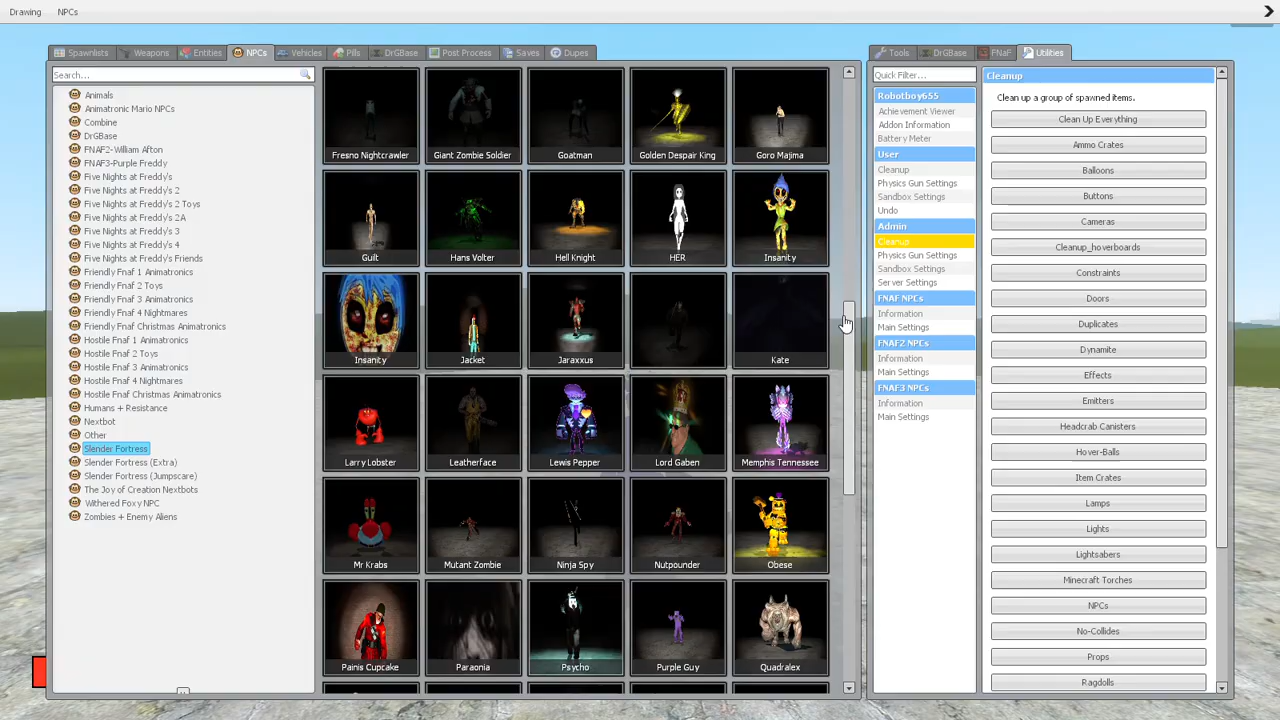 Drawing NPCs
Spawnlists Weapons Entities NPCs Vehicles Pills DrGBase Post Process Saves Dupes
Search...
Animals
Animatronic Mario NPCs
Combine
DrGBase
FNAF2-William Afton
FNAF3-Purple Freddy
Five Nights at Freddy's
Five Nights at Freddy's 2
Five Nights at Freddy's 2 Toys
Five Nights at Freddy's 2A
Five Nights at Freddy's 3
Five Nights at Freddy's 4
Five Nights at Freddy's Friends
Friendly Fnaf 1 Animatronics
Friendly Fnaf 2 Toys
Friendly Fnaf 3 Animatronics
Friendly Fnaf 4 Nightmares
Friendly Fnaf Christmas Animatronics
Hostile Fnaf 1 Animatronics
Hostile Fnaf 2 Toys
Hostile Fnaf 3 Animatronics
Hostile Fnaf 4 Nightmares
Hostile Fnaf Christmas Animatronics
Humans + Resistance
Nextbot
Other
Slender Fortress
Slender Fortress (Extra)
Slender Fortress (Jumpscare)
The Joy of Creation Nextbots
Withered Foxy NPC
Zombies + Enemy Aliens
Fresno Nightcrawler Giant Zombie Soldier Goatman Golden Despair King Goro Majima
Guilt Hans Volter Hell Knight HER Insanity
Insanity Jacket Jaraxxus Kate
Larry Lobster Leatherface Lewis Pepper Lord Gaben Memphis Tennessee
Mr Krabs Mutant Zombie Ninja Spy Nutpounder Obese
Painis Cupcake Paraonia Psycho Purple Guy Quadralex
Tools DrGBase FNaF Utilities
Quick Filter...
Robotboy655
Achievement Viewer
Addon Information
Battery Meter
User
Cleanup
Physics Gun Settings
Sandbox Settings
Undo
Admin
Cleanup
Physics Gun Settings
Sandbox Settings
Server Settings
FNAF NPCs
Information
Main Settings
FNAF2 NPCs
Information
Main Settings
FNAF3 NPCs
Information
Main Settings
Cleanup
Clean up a group of spawned items.
Clean Up Everything
Ammo Crates
Balloons
Buttons
Cameras
Cleanup_hoverboards
Constraints
Doors
Duplicates
Dynamite
Effects
Emitters
Headcrab Canisters
Hover-Balls
Item Crates
Lamps
Lights
Lightsabers
Minecraft Torches
NPCs
No-Collides
Props
Ragdolls